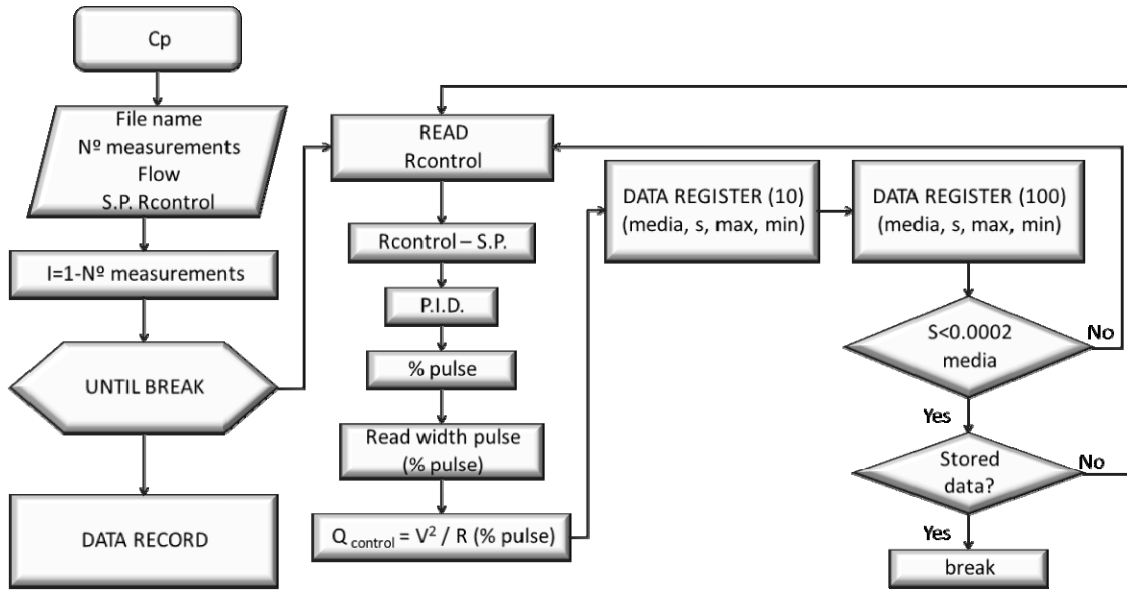 Cp
File name
Nº measurements
Flow
S.P. Rcontrol
I=1-Nº measurements
UNTIL BREAK
DATA RECORD
READ
Rcontrol
Rcontrol – S.P.
P.I.D.
% pulse
Read width pulse
(% pulse)
Q control = V² / R (% pulse)
DATA REGISTER (10)
(media, s, max, min)
DATA REGISTER (100)
(media, s, max, min)
S<0.0002
media
No
Yes
Stored
data?
No
Yes
break